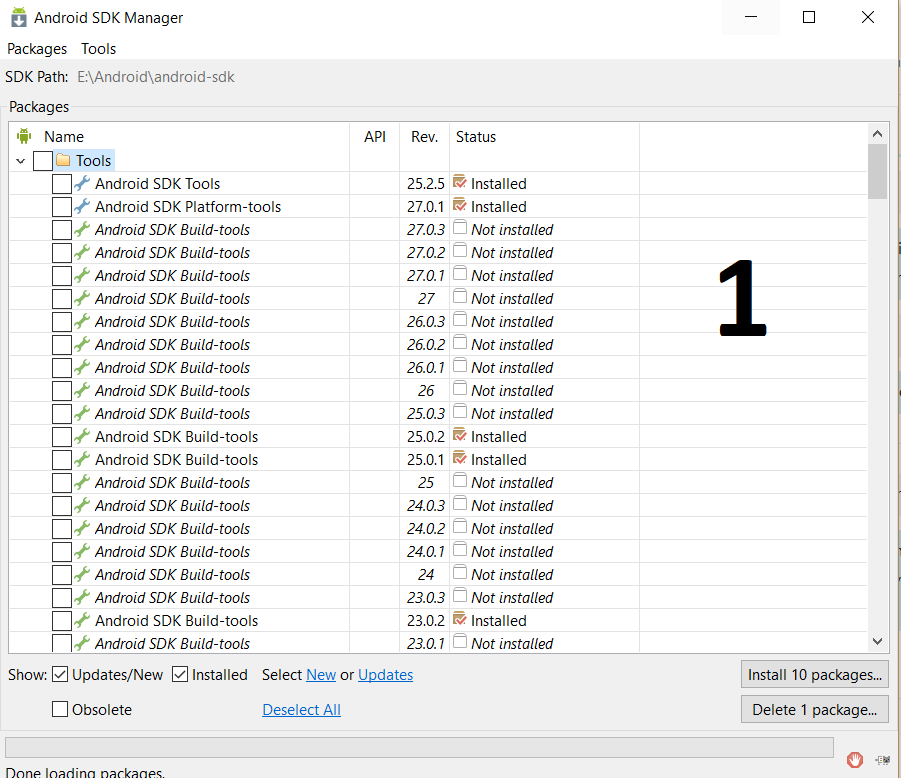 Android SDK Manager
Packages Tools
SDK Path: E:\Android\android-sdk
Packages
Name API Rev. Status
Tools
Android SDK Tools 25.2.5 Installed
Android SDK Platform-tools 27.0.1 Installed
Android SDK Build-tools 27.0.3 Not installed
Android SDK Build-tools 27.0.2 Not installed
Android SDK Build-tools 27.0.1 Not installed
Android SDK Build-tools 27 Not installed
Android SDK Build-tools 26.0.3 Not installed
Android SDK Build-tools 26.0.2 Not installed
Android SDK Build-tools 26.0.1 Not installed
Android SDK Build-tools 26 Not installed
Android SDK Build-tools 25.0.3 Not installed
Android SDK Build-tools 25.0.2 Installed
Android SDK Build-tools 25.0.1 Installed
Android SDK Build-tools 25 Not installed
Android SDK Build-tools 24.0.3 Not installed
Android SDK Build-tools 24.0.2 Not installed
Android SDK Build-tools 24.0.1 Not installed
Android SDK Build-tools 24 Not installed
Android SDK Build-tools 23.0.3 Not installed
Android SDK Build-tools 23.0.2 Installed
Android SDK Build-tools 23.0.1 Not installed
1
Show: Updates/New Installed Select New or Updates Install 10 packages...
Obsolete Deselect All Delete 1 package...
Done loading packages.